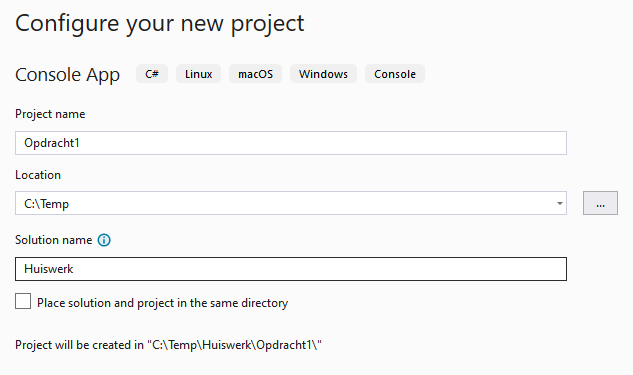 Configure your new project
Console App C# Linux macOS Windows Console
Project name
Opdracht1
Location
C:\Temp
...
Solution name
Huiswerk
Place solution and project in the same directory
Project will be created in "C:\Temp\Huiswerk\Opdracht1\"